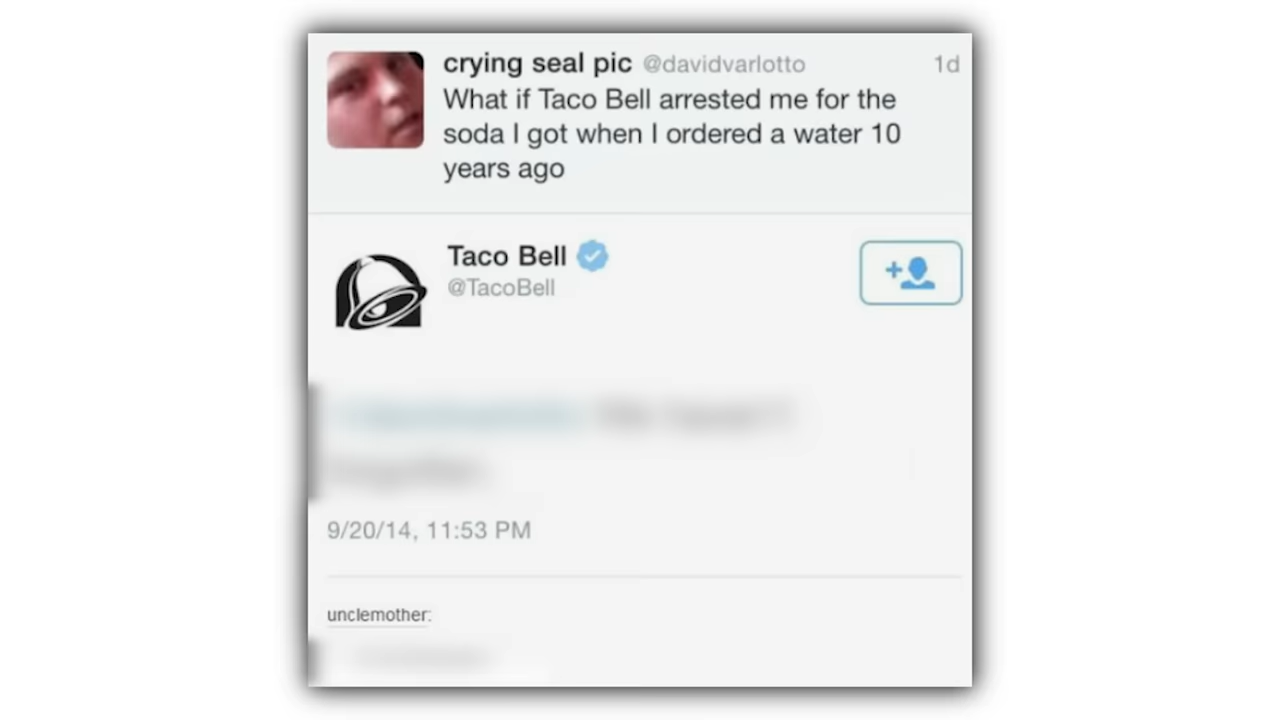 crying seal pic @davidvarlotto 1d
What if Taco Bell arrested me for the
soda I got when I ordered a water 10
years ago
Taco Bell
@TacoBell
9/20/14, 11:53 PM
unclemother: